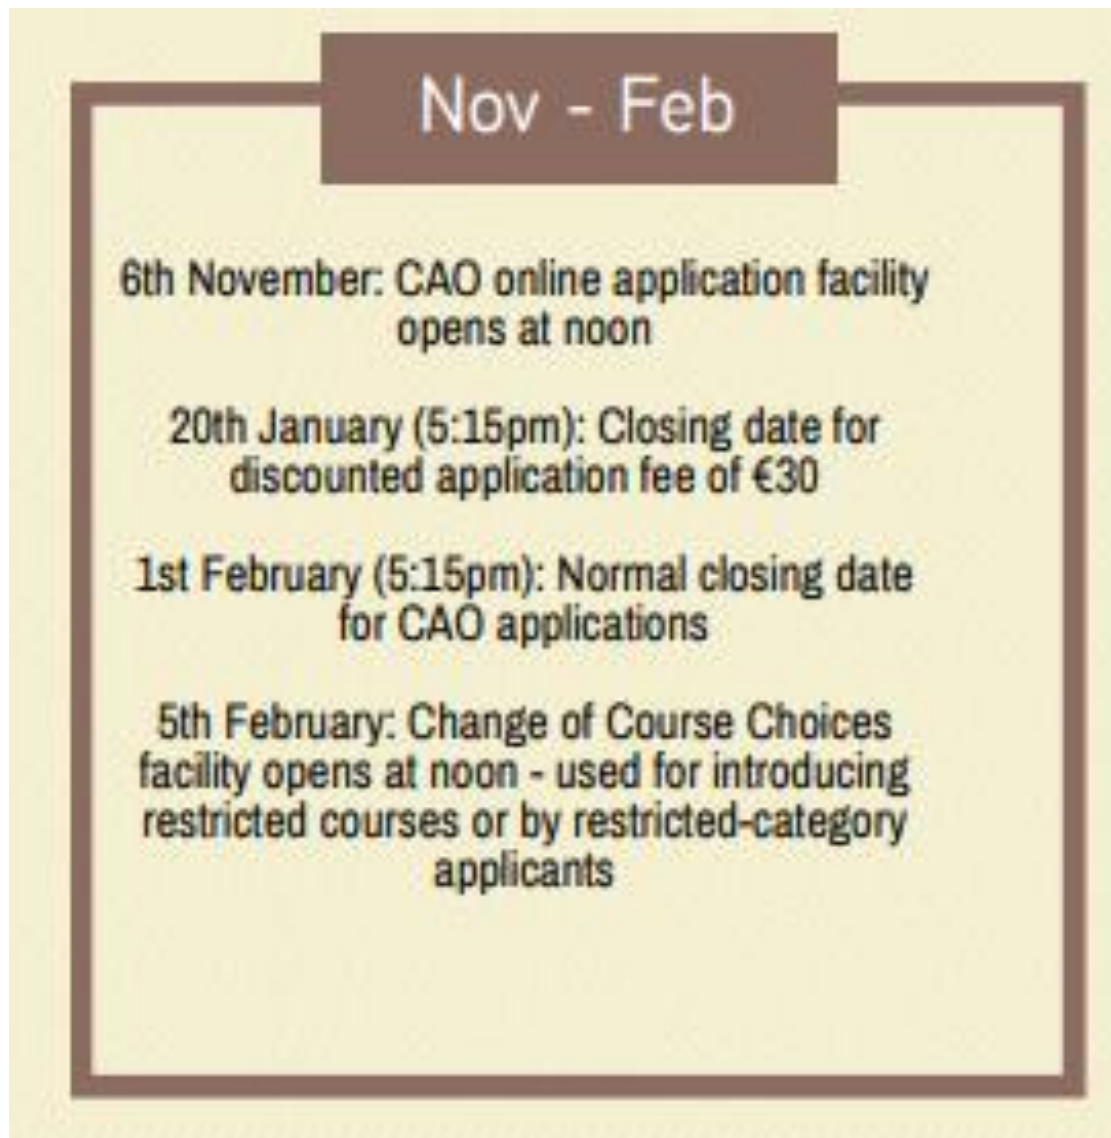 Nov - Feb
6th November: CAO online application facility
opens at noon
20th January (5:15pm): Closing date for
discounted application fee of €30
1st February (5:15pm): Normal closing date
for CAO applications
5th February: Change of Course Choices
facility opens at noon - used for introducing
restricted courses or by restricted-category
applicants